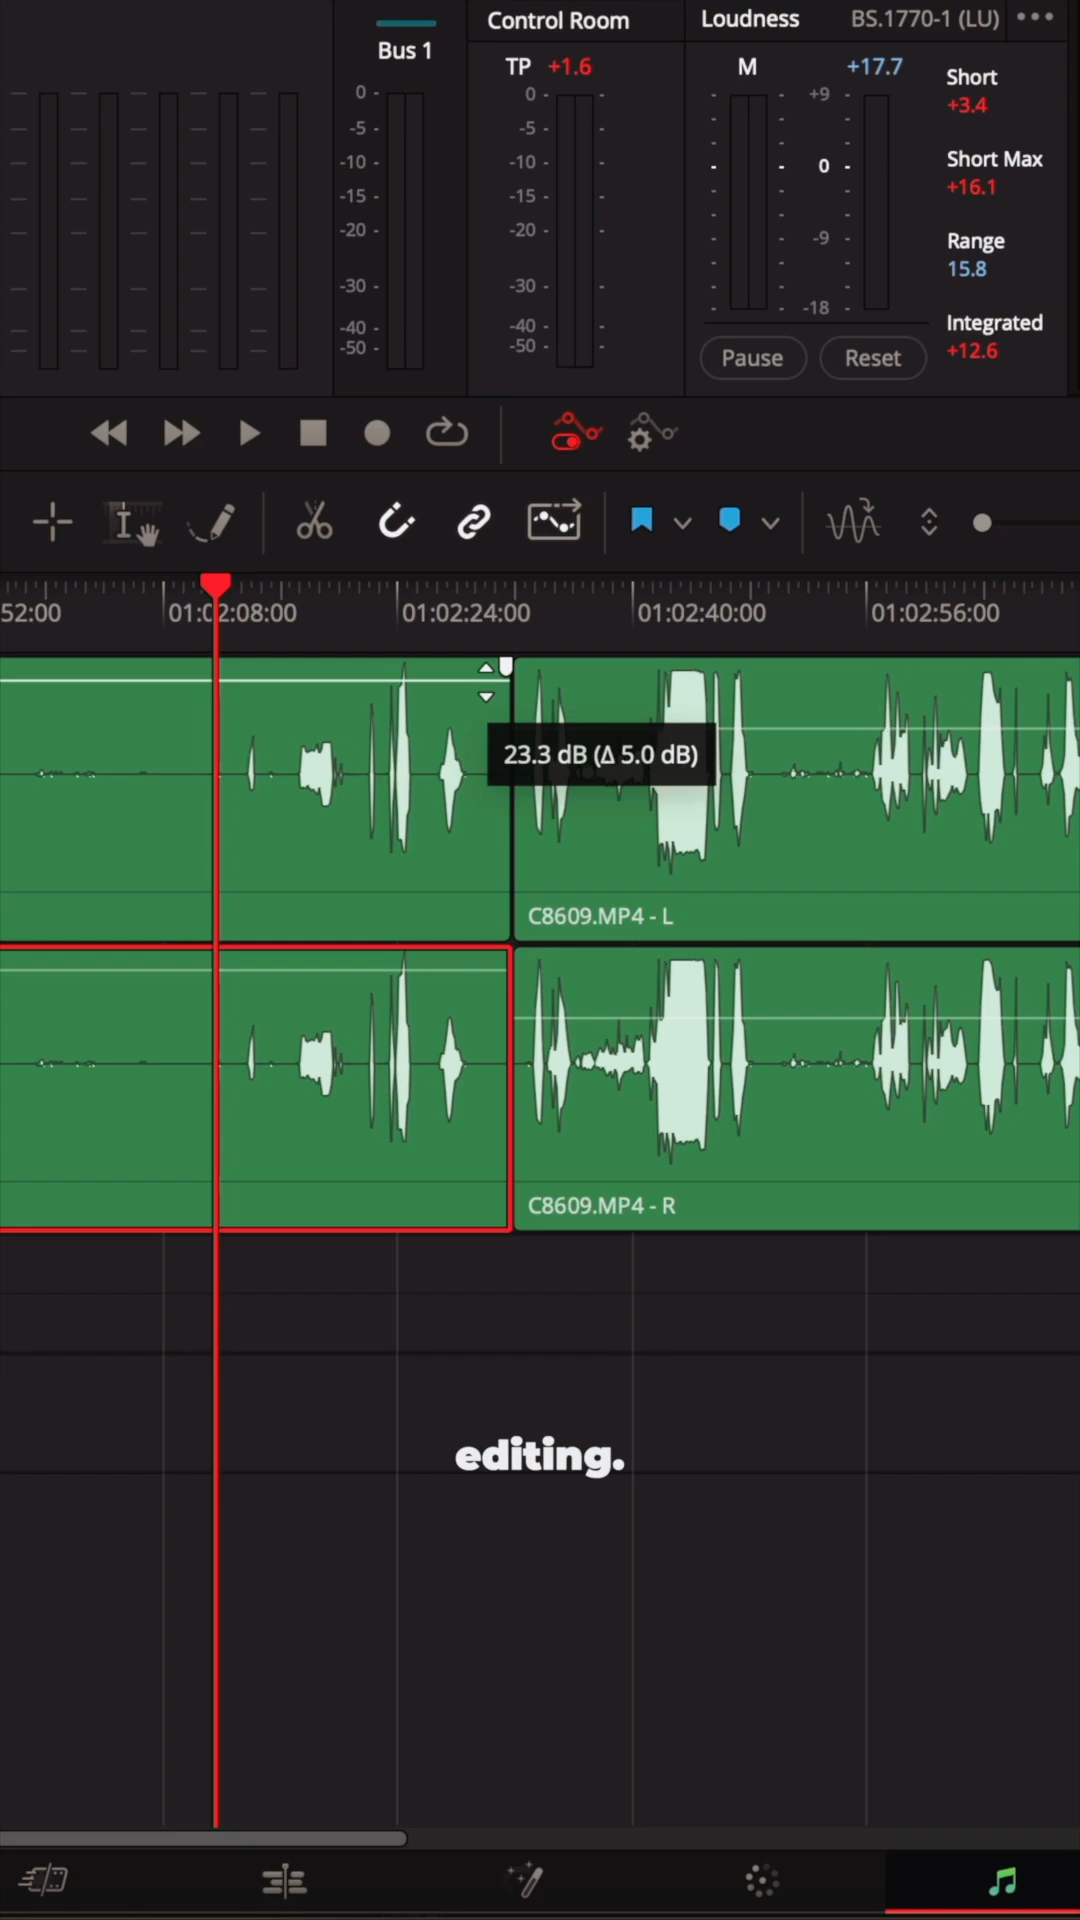 Bus 1
0
-5
-10
-15
-20
-30
-40
-50
Control Room
TP +1.6
0
-5
-10
-15
-20
-30
-40
-50
Loudness BS.1770-1 (LU)
M +17.7
+9
0
-9
-18
Pause Reset
Short
+3.4
Short Max
+16.1
Range
15.8
Integrated
+12.6
52:00 01:02:08:00 01:02:24:00 01:02:40:00 01:02:56:00
23.3 dB (Δ 5.0 dB)
C8609.MP4 - L
C8609.MP4 - R
editing.